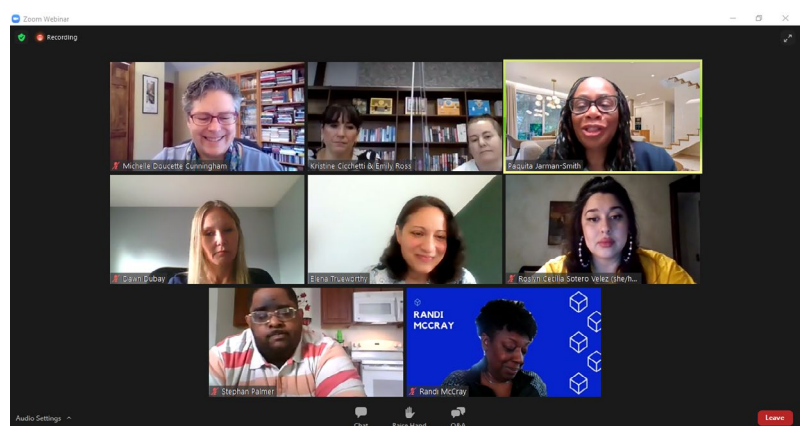 Zoom Webinar
Recording
Michelle Doucette Cunningham
Kristine Cicchetti & Emily Ross
Paquita Jarman-Smith
Dawn Dubay
Elena Trueworthy
Roslyn Cecilia Sotero Velez (she/h...
RANDI
MCCRAY
Stephan Palmer
Randi McCray
Audio Settings
Chat
Raise Hand
Q&A
Leave